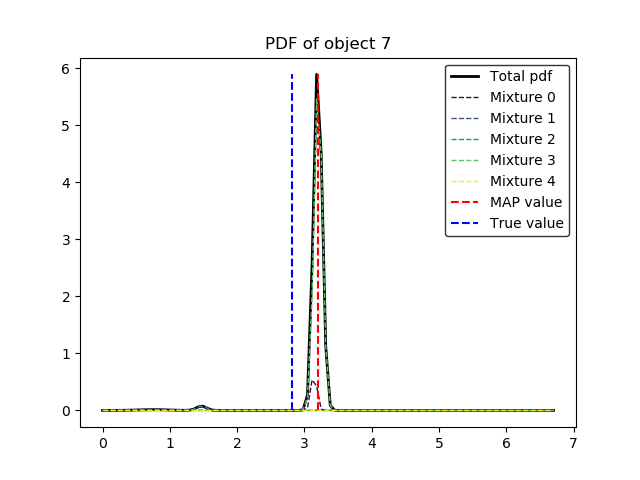 PDF of object 7
6
5
4
3
2
1
0
0 1 2 3 4 5 6 7
Total pdf
Mixture 0
Mixture 1
Mixture 2
Mixture 3
Mixture 4
MAP value
True value